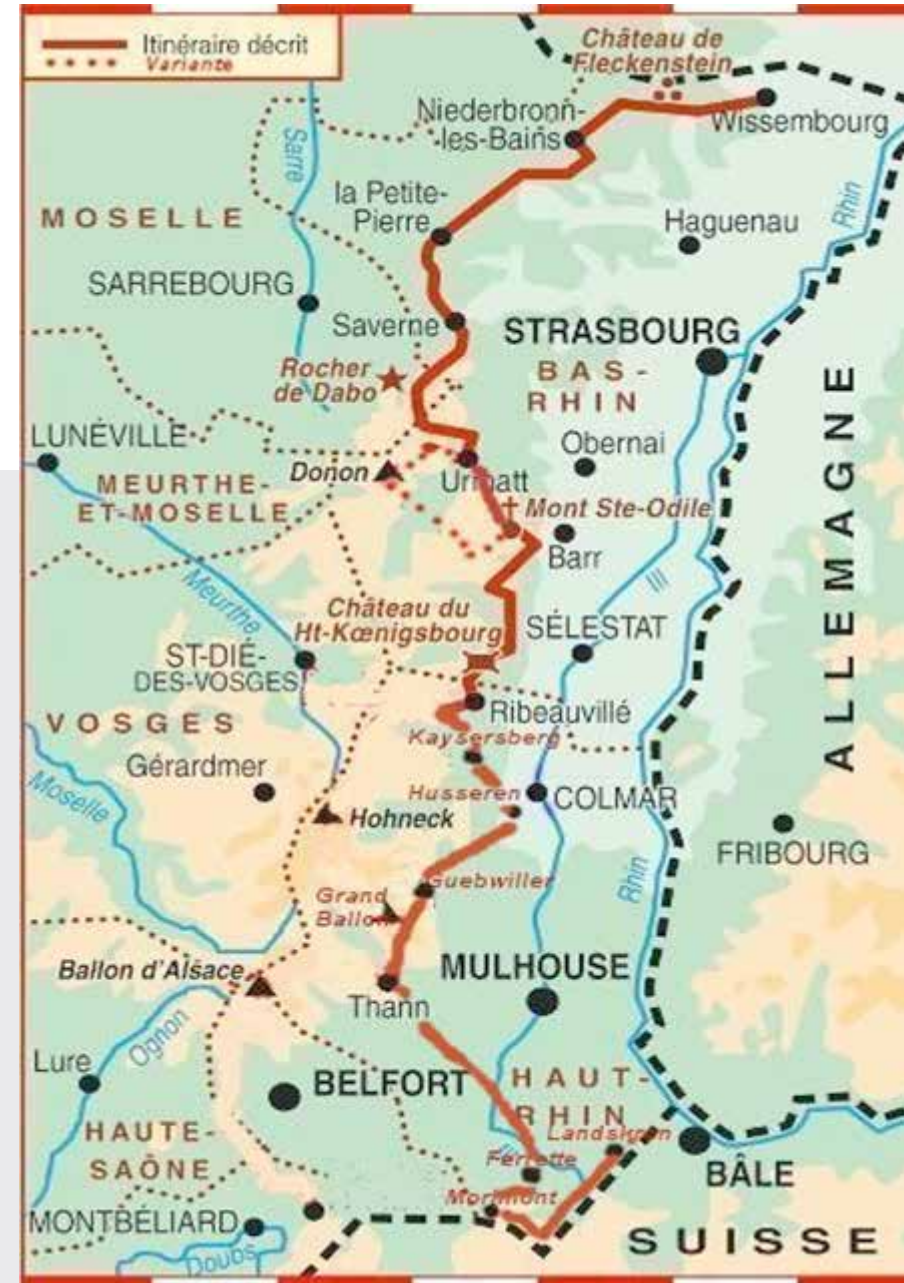 Itinéraire décrit
Variante
Château de
Fleckenstein
Niederbronn-
les-Bains
Wissembourg
Sarre
la Petite-
Pierre
Rhin
MOSELLE
Haguenau
SARREBOURG
Saverne
STRASBOURG
Rocher
de Dabo
BAS-
RHIN
LUNÉVILLE
Obernai
Donon
Urmatt
MEURTHE-
ET-MOSELLE
Mont Ste-Odile
Barr
ALLEMAGNE
Meurthe
Ill
Château du
Ht-Kœnigsbourg
SÉLESTAT
ST-DIÉ-
DES-VOSGES
Ribeauvillé
VOSGES
Kaysersberg
Gérardmer
Moselle
Husseren
COLMAR
Hohneck
FRIBOURG
Rhin
Guebwiller
Grand
Ballon
Ballon d'Alsace
MULHOUSE
Thann
Ognon
Lure
BELFORT
HAUT-
RHIN
Landskron
HAUTE-
SAÔNE
Ferrette
BÂLE
Morimont
MONTBÉLIARD
Doubs
SUISSE